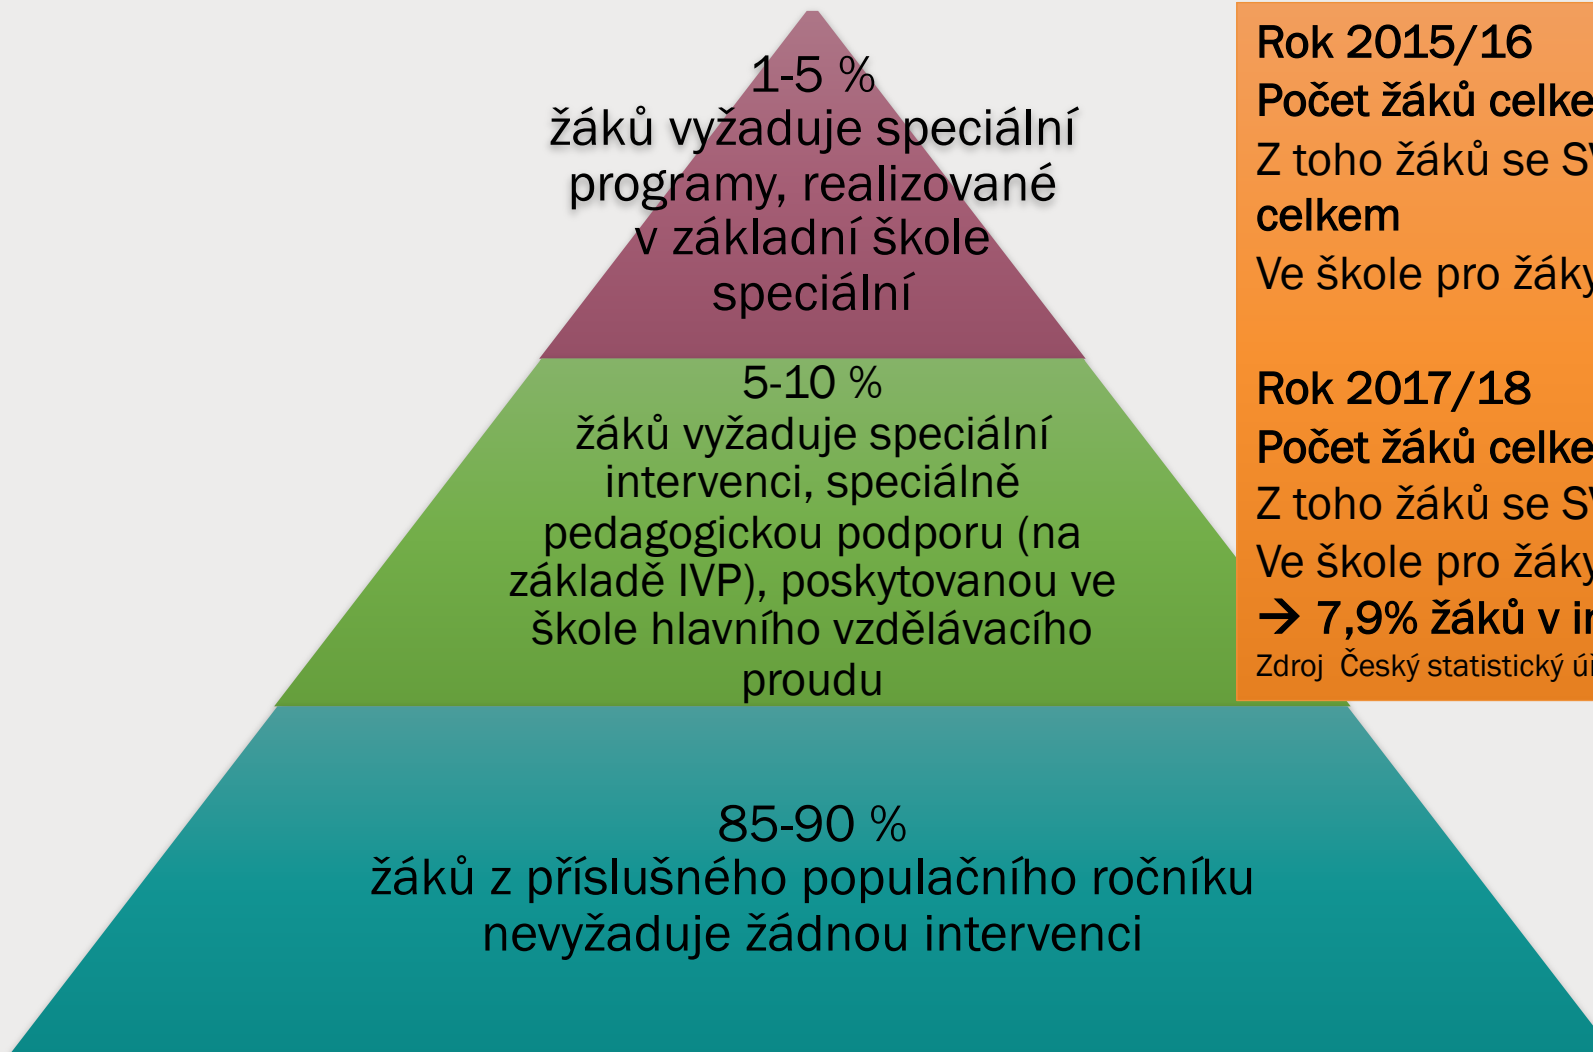 1-5 %
žáků vyžaduje speciální
programy, realizované
v základní škole
speciální
5-10 %
žáků vyžaduje speciální
intervenci, speciálně
pedagogickou podporu (na
základě IVP), poskytovanou ve
škole hlavního vzdělávacího
proudu
85-90 %
žáků z příslušného populačního ročníku
nevyžaduje žádnou intervenci
Rok 2015/16
Počet žáků
Z toho žáků se
celkem
Ve škole pro žáky
Rok 2017/18
Počet žáků
Z toho žáků se
Ve škole pro žáky
→ 7,9% žáků v
Zdroj Český statistický